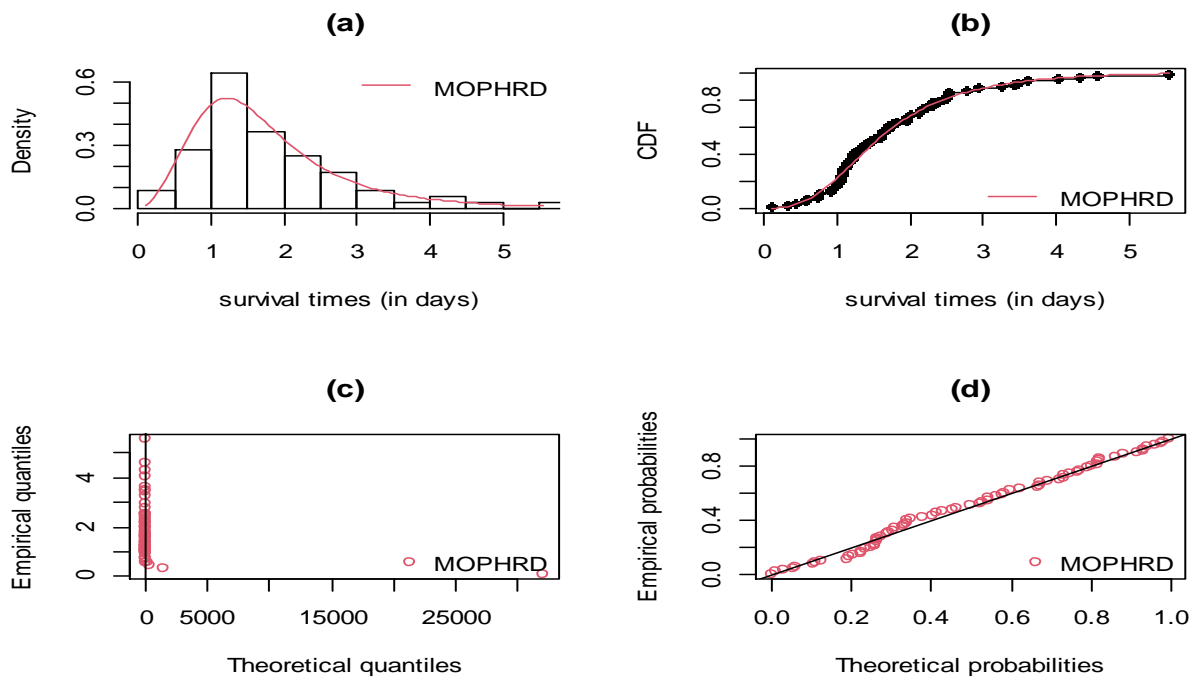 (a)
Density
0.6
0.3
0.0
MOPHRD
0 1 2 3 4 5
survival times (in days)
(b)
CDF
0.8
0.4
0.0
MOPHRD
0 1 2 3 4 5
survival times (in days)
(c)
Empirical quantiles
4
2
0
MOPHRD
0 5000 15000 25000
Theoretical quantiles
(d)
Empirical probabilities
0.8
0.4
0.0
MOPHRD
0.0 0.2 0.4 0.6 0.8 1.0
Theoretical probabilities